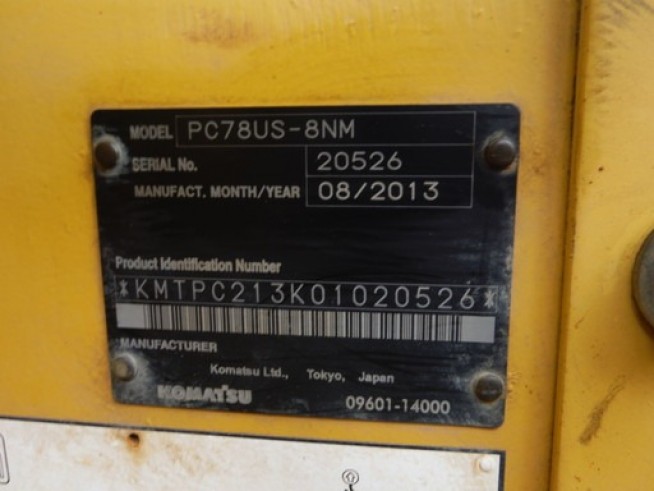 MODEL PC78US-8NM
SERIAL No. 20526
MANUFACT. MONTH/YEAR 08/2013
Product Identification Number
*KMTPC213K01020526*
MANUFACTURER
Komatsu Ltd., Tokyo, Japan
KOMATSU 09601-14000